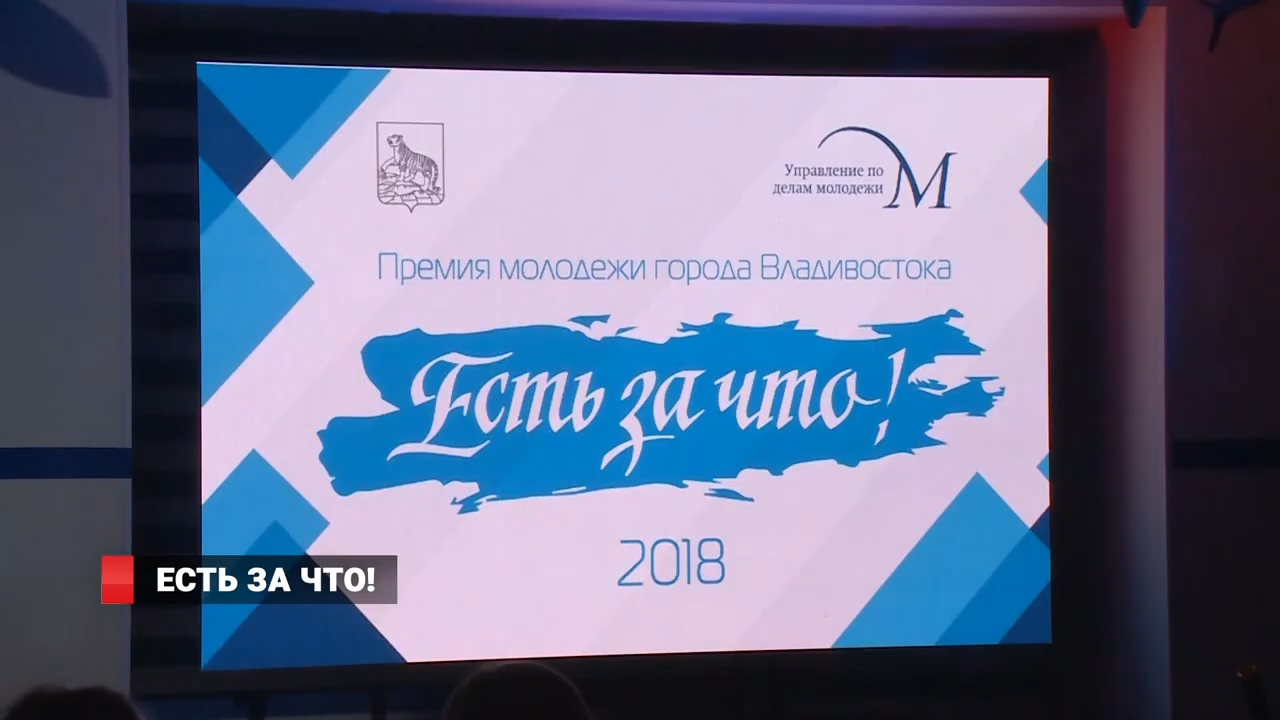 Управление по
делам молодежи
М
Премия молодежи города Владивостока
Есть за что!
2018
ЕСТЬ ЗА ЧТО!